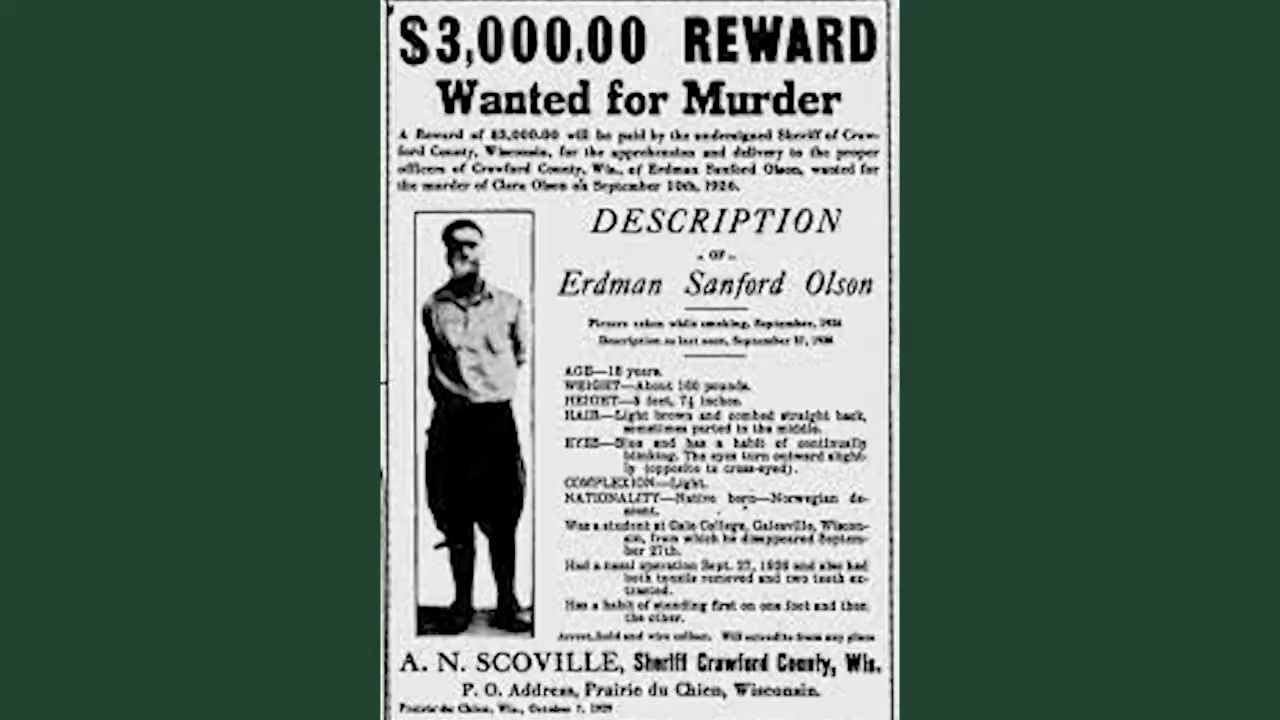 $3,000.00 REWARD
Wanted for Murder
A Reward of $3,000.00 will be paid by the undersigned Sheriff of Craw-
ford County, Wisconsin, for the apprehension and delivery to the proper
officers of Crawford County, Wis., of Erdman Sanford Olson, wanted for
the murder of Clara Olson on September 10th, 1926.
DESCRIPTION
OF
Erdman Sanford Olson
Picture taken while smoking, September, 1926
Description as last seen, September 27, 1926
AGE—18 years.
WEIGHT—About 160 pounds.
HEIGHT—5 feet, 7½ inches.
HAIR—Light brown and combed straight back,
sometimes parted in the middle.
EYES—Blue and has a habit of continually
blinking. The eyes turn outward slight-
ly (opposite to cross-eyed).
COMPLEXION—Light.
NATIONALITY—Native born—Norwegian de-
scent.
Was a student at Gale College, Galesville, Wiscon-
sin, from which he disappeared Septem-
ber 27th.
Had a nasal operation Sept. 27, 1926 and also had
both tonsils removed and two teeth ex-
tracted.
Has a habit of standing first on one foot and then
the other.
Arrest, hold and wire collect. Will extradite from any place
A. N. SCOVILLE, Sheriff Crawford County, Wis.
P. O. Address, Prairie du Chien, Wisconsin.
Prairie du Chien, Wis., October 7,